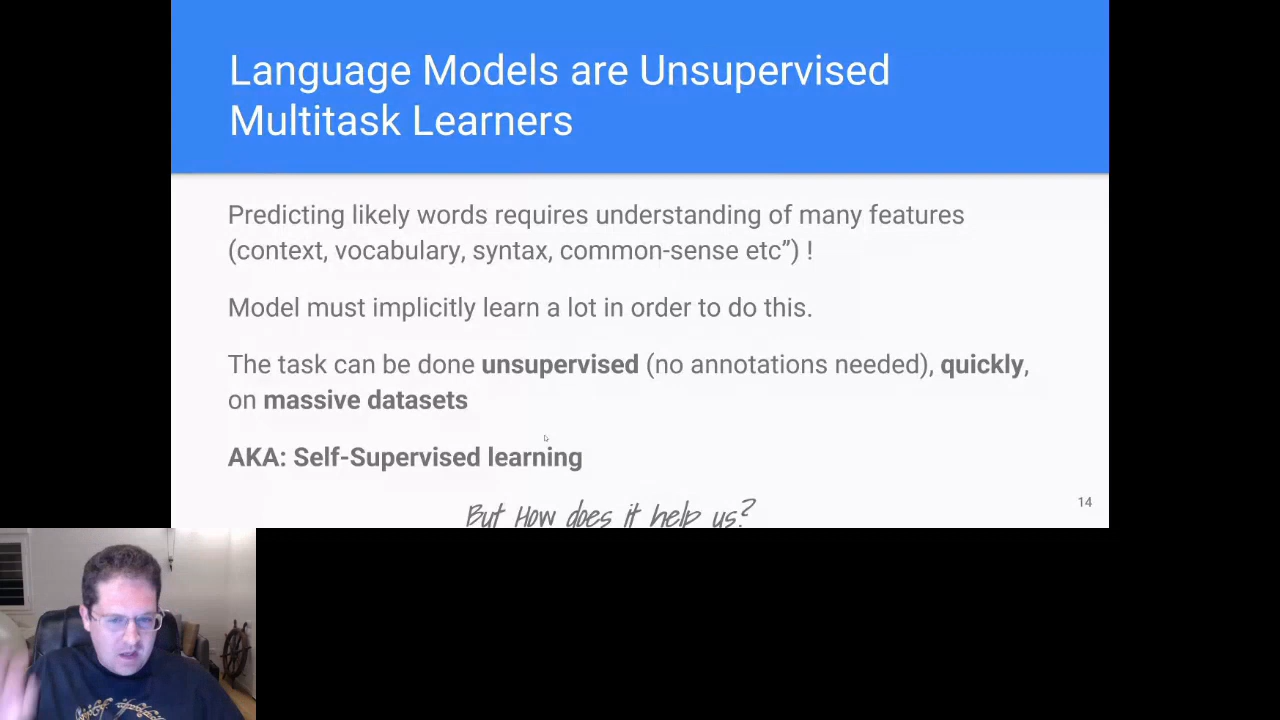 Language Models are Unsupervised
Multitask Learners
Predicting likely words requires understanding of many features
(context, vocabulary, syntax, common-sense etc”) !
Model must implicitly learn a lot in order to do this.
The task can be done unsupervised (no annotations needed), quickly,
on massive datasets
AKA: Self-Supervised learning
But How does it help us?
14